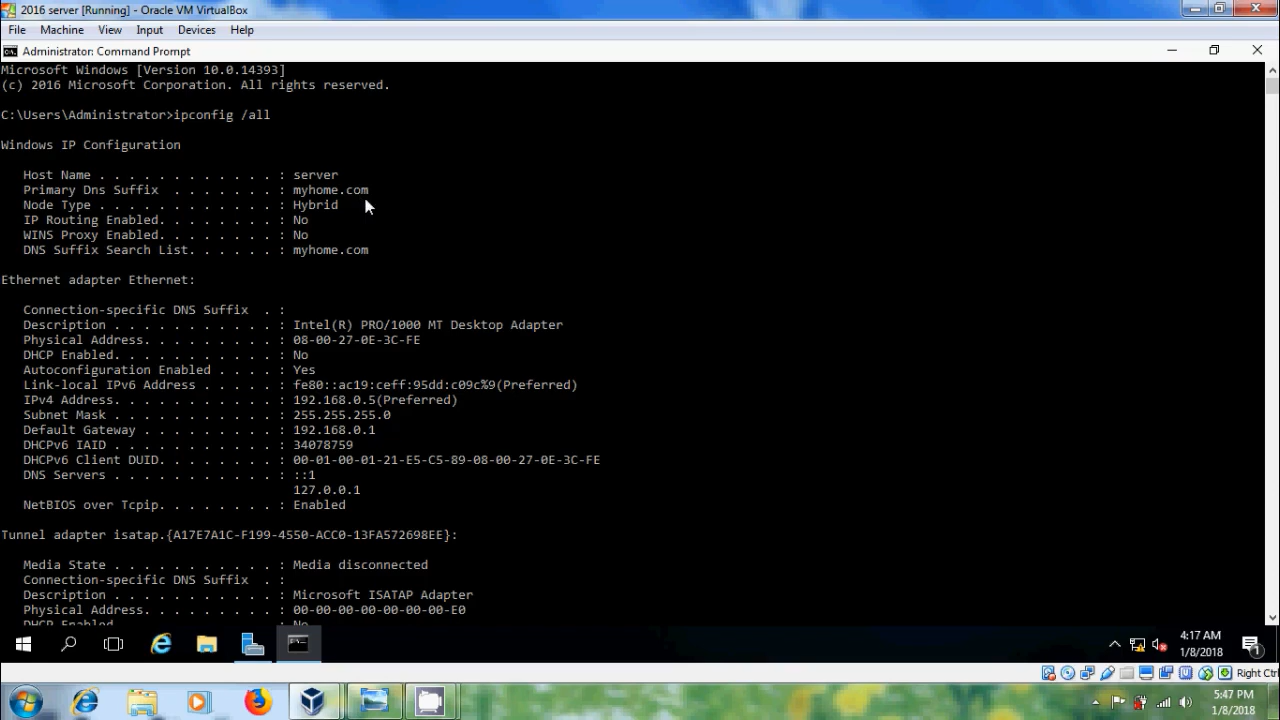 2016 server [Running] - Oracle VM VirtualBox
File Machine View Input Devices Help
Administrator: Command Prompt
Microsoft Windows [Version 10.0.14393]
(c) 2016 Microsoft Corporation. All rights reserved.
C:\Users\Administrator>ipconfig /all
Windows IP Configuration
Host Name . . . . . . . . . . . . : server
Primary Dns Suffix  . . . . . . . : myhome.com
Node Type . . . . . . . . . . . . : Hybrid
IP Routing Enabled. . . . . . . . : No
WINS Proxy Enabled. . . . . . . . : No
DNS Suffix Search List. . . . . . : myhome.com
Ethernet adapter Ethernet:
Connection-specific DNS Suffix  . :
Description . . . . . . . . . . . : Intel(R) PRO/1000 MT Desktop Adapter
Physical Address. . . . . . . . . : 08-00-27-0E-3C-FE
DHCP Enabled. . . . . . . . . . . : No
Autoconfiguration Enabled . . . . : Yes
Link-local IPv6 Address . . . . . : fe80::ac19:ceff:95dd:c09c%9(Preferred)
IPv4 Address. . . . . . . . . . . : 192.168.0.5(Preferred)
Subnet Mask . . . . . . . . . . . : 255.255.255.0
Default Gateway . . . . . . . . . : 192.168.0.1
DHCPv6 IAID . . . . . . . . . . . : 34078759
DHCPv6 Client DUID. . . . . . . . : 00-01-00-01-21-E5-C5-89-08-00-27-0E-3C-FE
DNS Servers . . . . . . . . . . . : ::1
127.0.0.1
NetBIOS over Tcpip. . . . . . . . : Enabled
Tunnel adapter isatap.{A17E7A1C-F199-4550-ACC0-13FA572698EE}:
Media State . . . . . . . . . . . : Media disconnected
Connection-specific DNS Suffix  . :
Description . . . . . . . . . . . : Microsoft ISATAP Adapter
Physical Address. . . . . . . . . : 00-00-00-00-00-00-00-E0
DHCP Enabled. . . . . . . . . . . : No
4:17 AM
1/8/2018
1
Right Ctrl
5:47 PM
1/8/2018